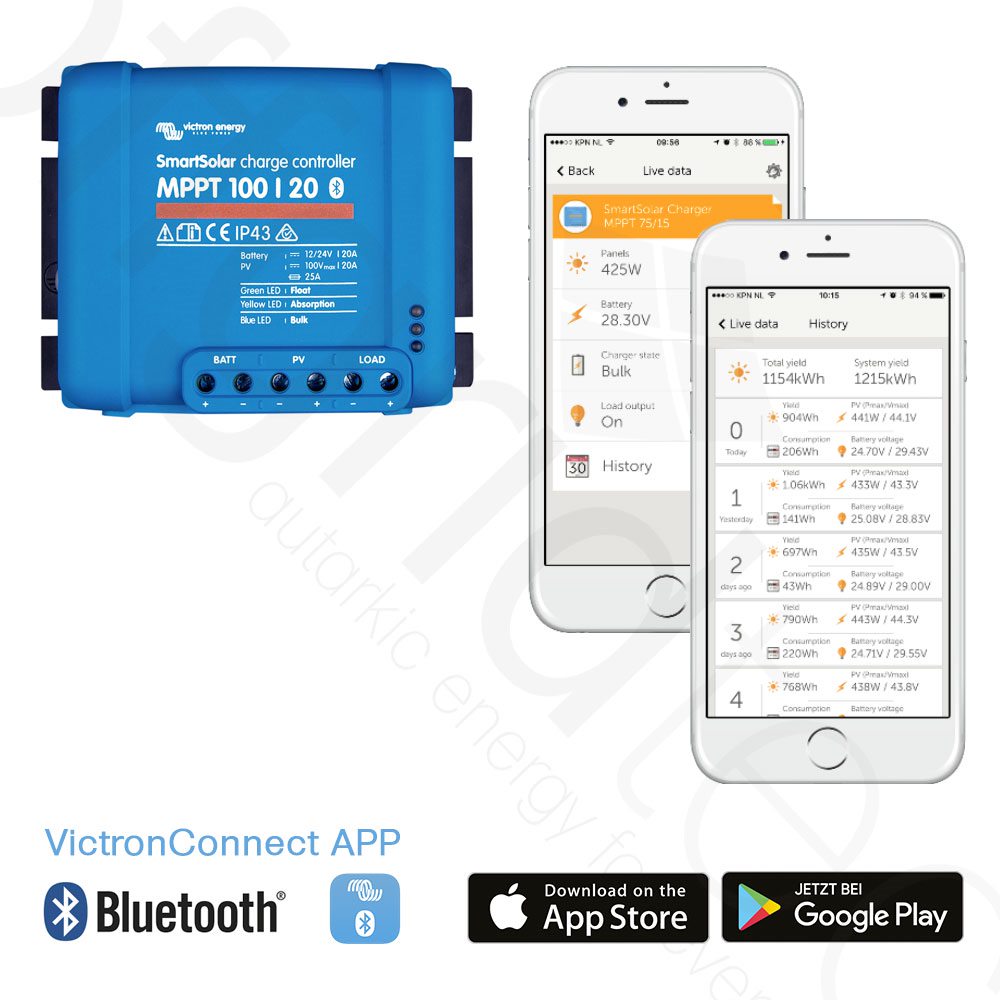 victron energy
BLUE POWER
SmartSolar charge controller
MPPT 100 | 20
CE IP43
Battery : 12/24V | 20A
PV : 100Vmax | 20A
25A
Green LED : Float
Yellow LED : Absorption
Blue LED : Bulk
BATT | PV | LOAD
+ − − + − +
KPN NL 09:56 88 %
Back Live data
SmartSolar Charger
MPPT 75/15
Panels
425W
Battery
28.30V
Charger state
Bulk
Load output
On
30 History
KPN NL 10:15 94 %
Live data History
Total yield System yield
1154kWh 1215kWh
0
Today
Yield PV (Pmax/Vmax)
904Wh 441W / 44.1V
Consumption Battery voltage
206Wh 24.70V / 29.43V
1
Yesterday
Yield PV (Pmax/Vmax)
1.06kWh 433W / 43.3V
Consumption Battery voltage
141Wh 25.08V / 28.83V
2
days ago
Yield PV (Pmax/Vmax)
697Wh 435W / 43.5V
Consumption Battery voltage
43Wh 24.89V / 29.00V
3
days ago
Yield PV (Pmax/Vmax)
790Wh 443W / 44.3V
Consumption Battery voltage
220Wh 24.71V / 29.55V
4
Yield PV (Pmax/Vmax)
768Wh 438W / 43.8V
Consumption Battery voltage
autarkic energy for
VictronConnect APP
Bluetooth®
Download on the
App Store
JETZT BEI
Google Play